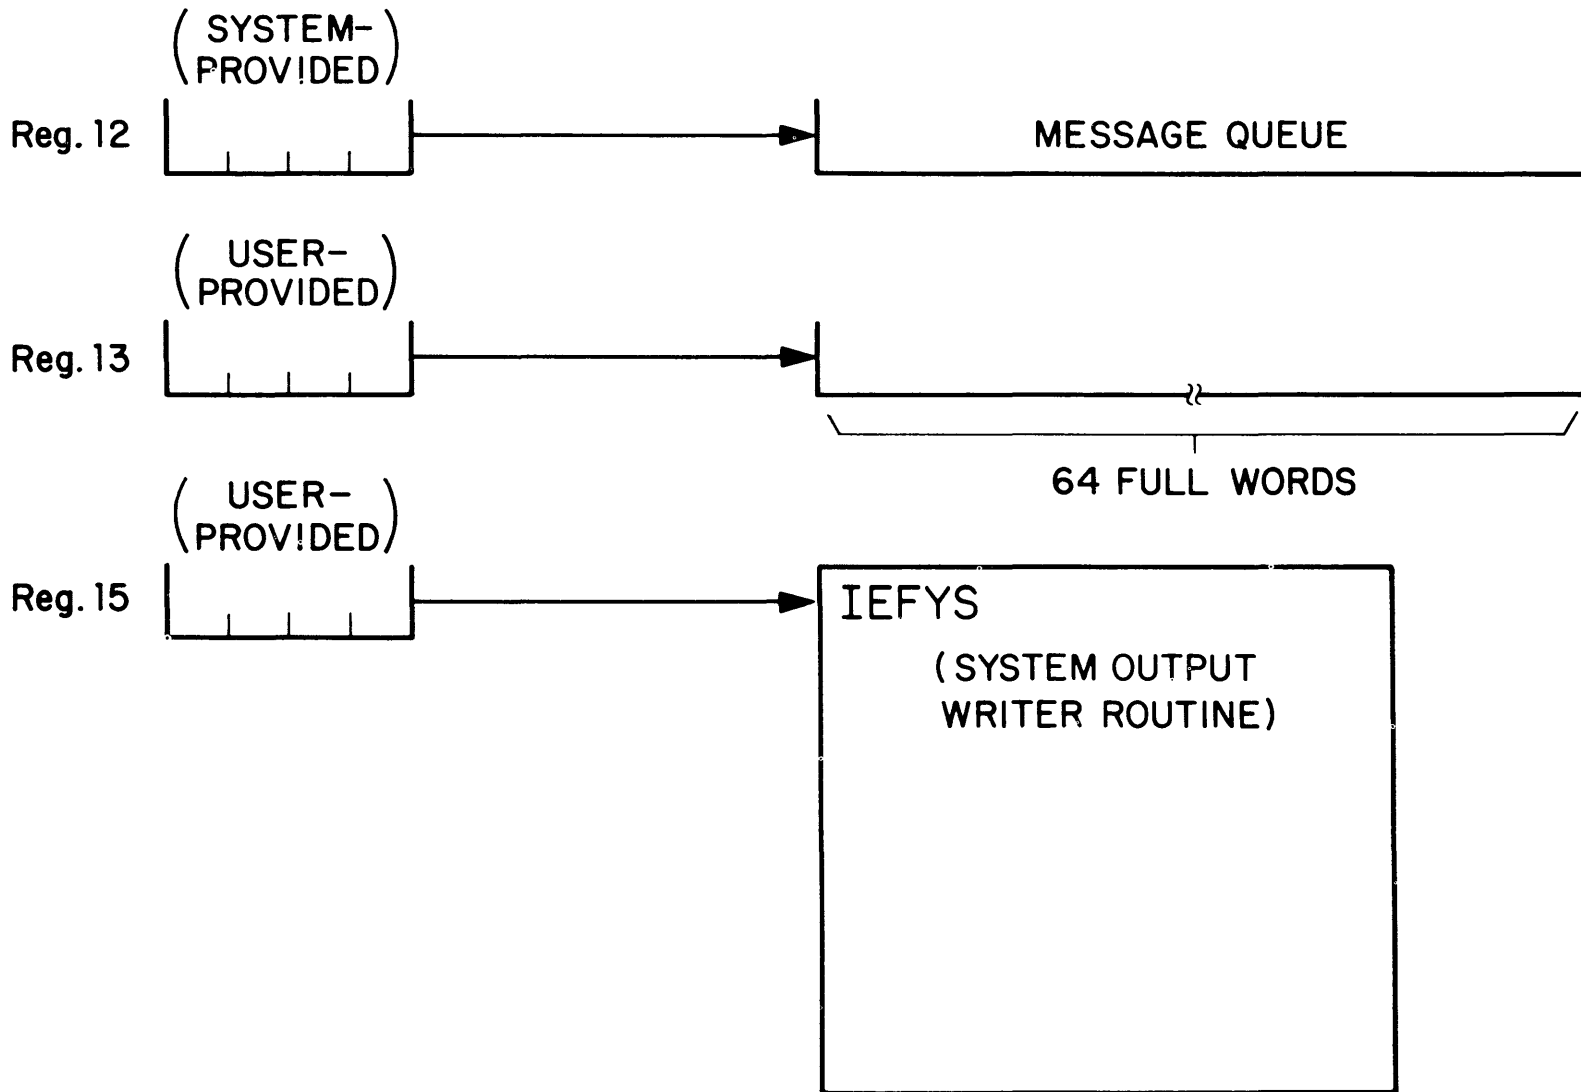 (SYSTEM-
PROVIDED)
Reg. 12
MESSAGE QUEUE
(USER-
PROVIDED)
Reg. 13
64 FULL WORDS
(USER-
PROVIDED)
Reg. 15
IEFYS
(SYSTEM OUTPUT
WRITER ROUTINE)